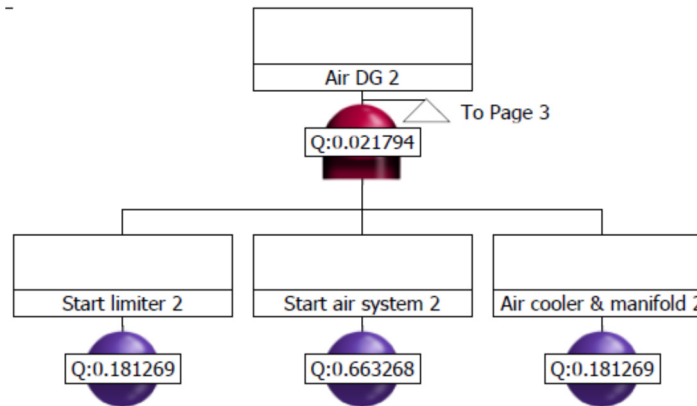 Air DG 2
To Page 3
Q:0.021794
Start limiter 2
Start air system 2
Air cooler & manifold 2
Q:0.181269
Q:0.663268
Q:0.181269